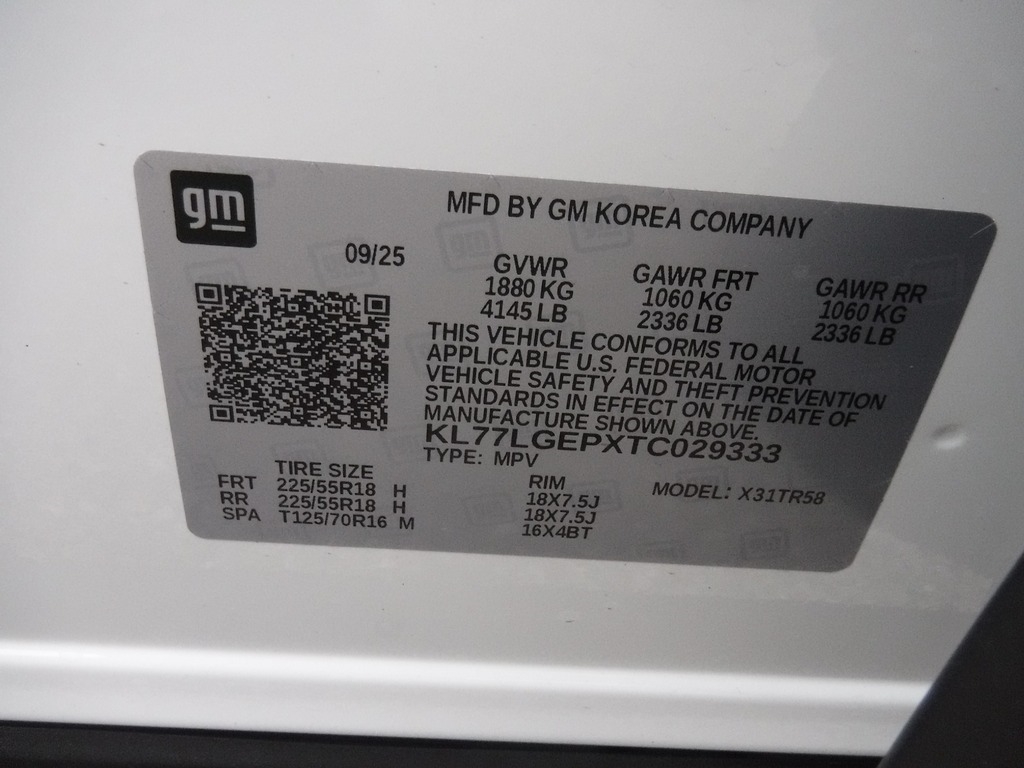 gm
MFD BY GM KOREA COMPANY
09/25
GVWR GAWR FRT GAWR RR
1880 KG 1060 KG 1060 KG
4145 LB 2336 LB 2336 LB
THIS VEHICLE CONFORMS TO ALL
APPLICABLE U.S. FEDERAL MOTOR
VEHICLE SAFETY AND THEFT PREVENTION
STANDARDS IN EFFECT ON THE DATE OF
MANUFACTURE SHOWN ABOVE.
KL77LGEPXTC029333
TYPE: MPV
TIRE SIZE RIM MODEL: X31TR58
FRT 225/55R18 H 18X7.5J
RR 225/55R18 H 18X7.5J
SPA T125/70R16 M 16X4BT